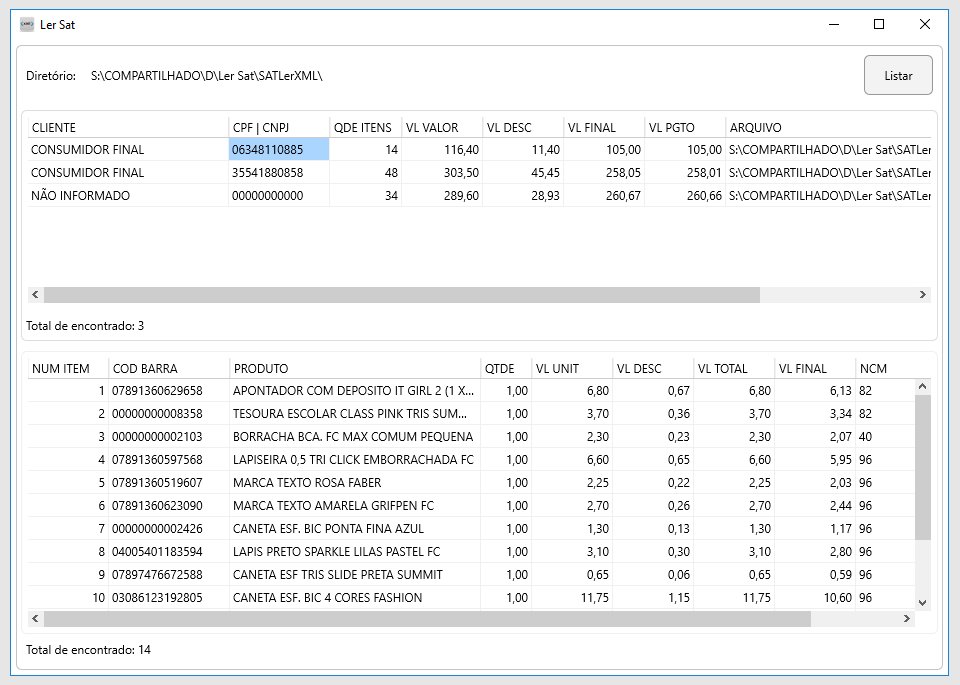 Ler Sat
Diretório: S:\COMPARTILHADO\D\Ler Sat\SATLerXML\
Listar
CLIENTE CPF | CNPJ QDE ITENS VL VALOR VL DESC VL FINAL VL PGTO ARQUIVO
CONSUMIDOR FINAL 06348110885 14 116,40 11,40 105,00 105,00 S:\COMPARTILHADO\D\Ler Sat\SATLer
CONSUMIDOR FINAL 35541880858 48 303,50 45,45 258,05 258,01 S:\COMPARTILHADO\D\Ler Sat\SATLer
NÃO INFORMADO 00000000000 34 289,60 28,93 260,67 260,66 S:\COMPARTILHADO\D\Ler Sat\SATLer
Total de encontrado: 3
NUM ITEM COD BARRA PRODUTO QTDE VL UNIT VL DESC VL TOTAL VL FINAL NCM
1 07891360629658 APONTADOR COM DEPOSITO IT GIRL 2 (1 X... 1,00 6,80 0,67 6,80 6,13 82
2 00000000008358 TESOURA ESCOLAR CLASS PINK TRIS SUM... 1,00 3,70 0,36 3,70 3,34 82
3 00000000002103 BORRACHA BCA. FC MAX COMUM PEQUENA 1,00 2,30 0,23 2,30 2,07 40
4 07891360597568 LAPISEIRA 0,5 TRI CLICK EMBORRACHADA FC 1,00 6,60 0,65 6,60 5,95 96
5 07891360519607 MARCA TEXTO ROSA FABER 1,00 2,25 0,22 2,25 2,03 96
6 07891360623090 MARCA TEXTO AMARELA GRIFPEN FC 1,00 2,70 0,26 2,70 2,44 96
7 00000000002426 CANETA ESF. BIC PONTA FINA AZUL 1,00 1,30 0,13 1,30 1,17 96
8 04005401183594 LAPIS PRETO SPARKLE LILAS PASTEL FC 1,00 3,10 0,30 3,10 2,80 96
9 07897476672588 CANETA ESF TRIS SLIDE PRETA SUMMIT 1,00 0,65 0,06 0,65 0,59 96
10 03086123192805 CANETA ESF. BIC 4 CORES FASHION 1,00 11,75 1,15 11,75 10,60 96
Total de encontrado: 14